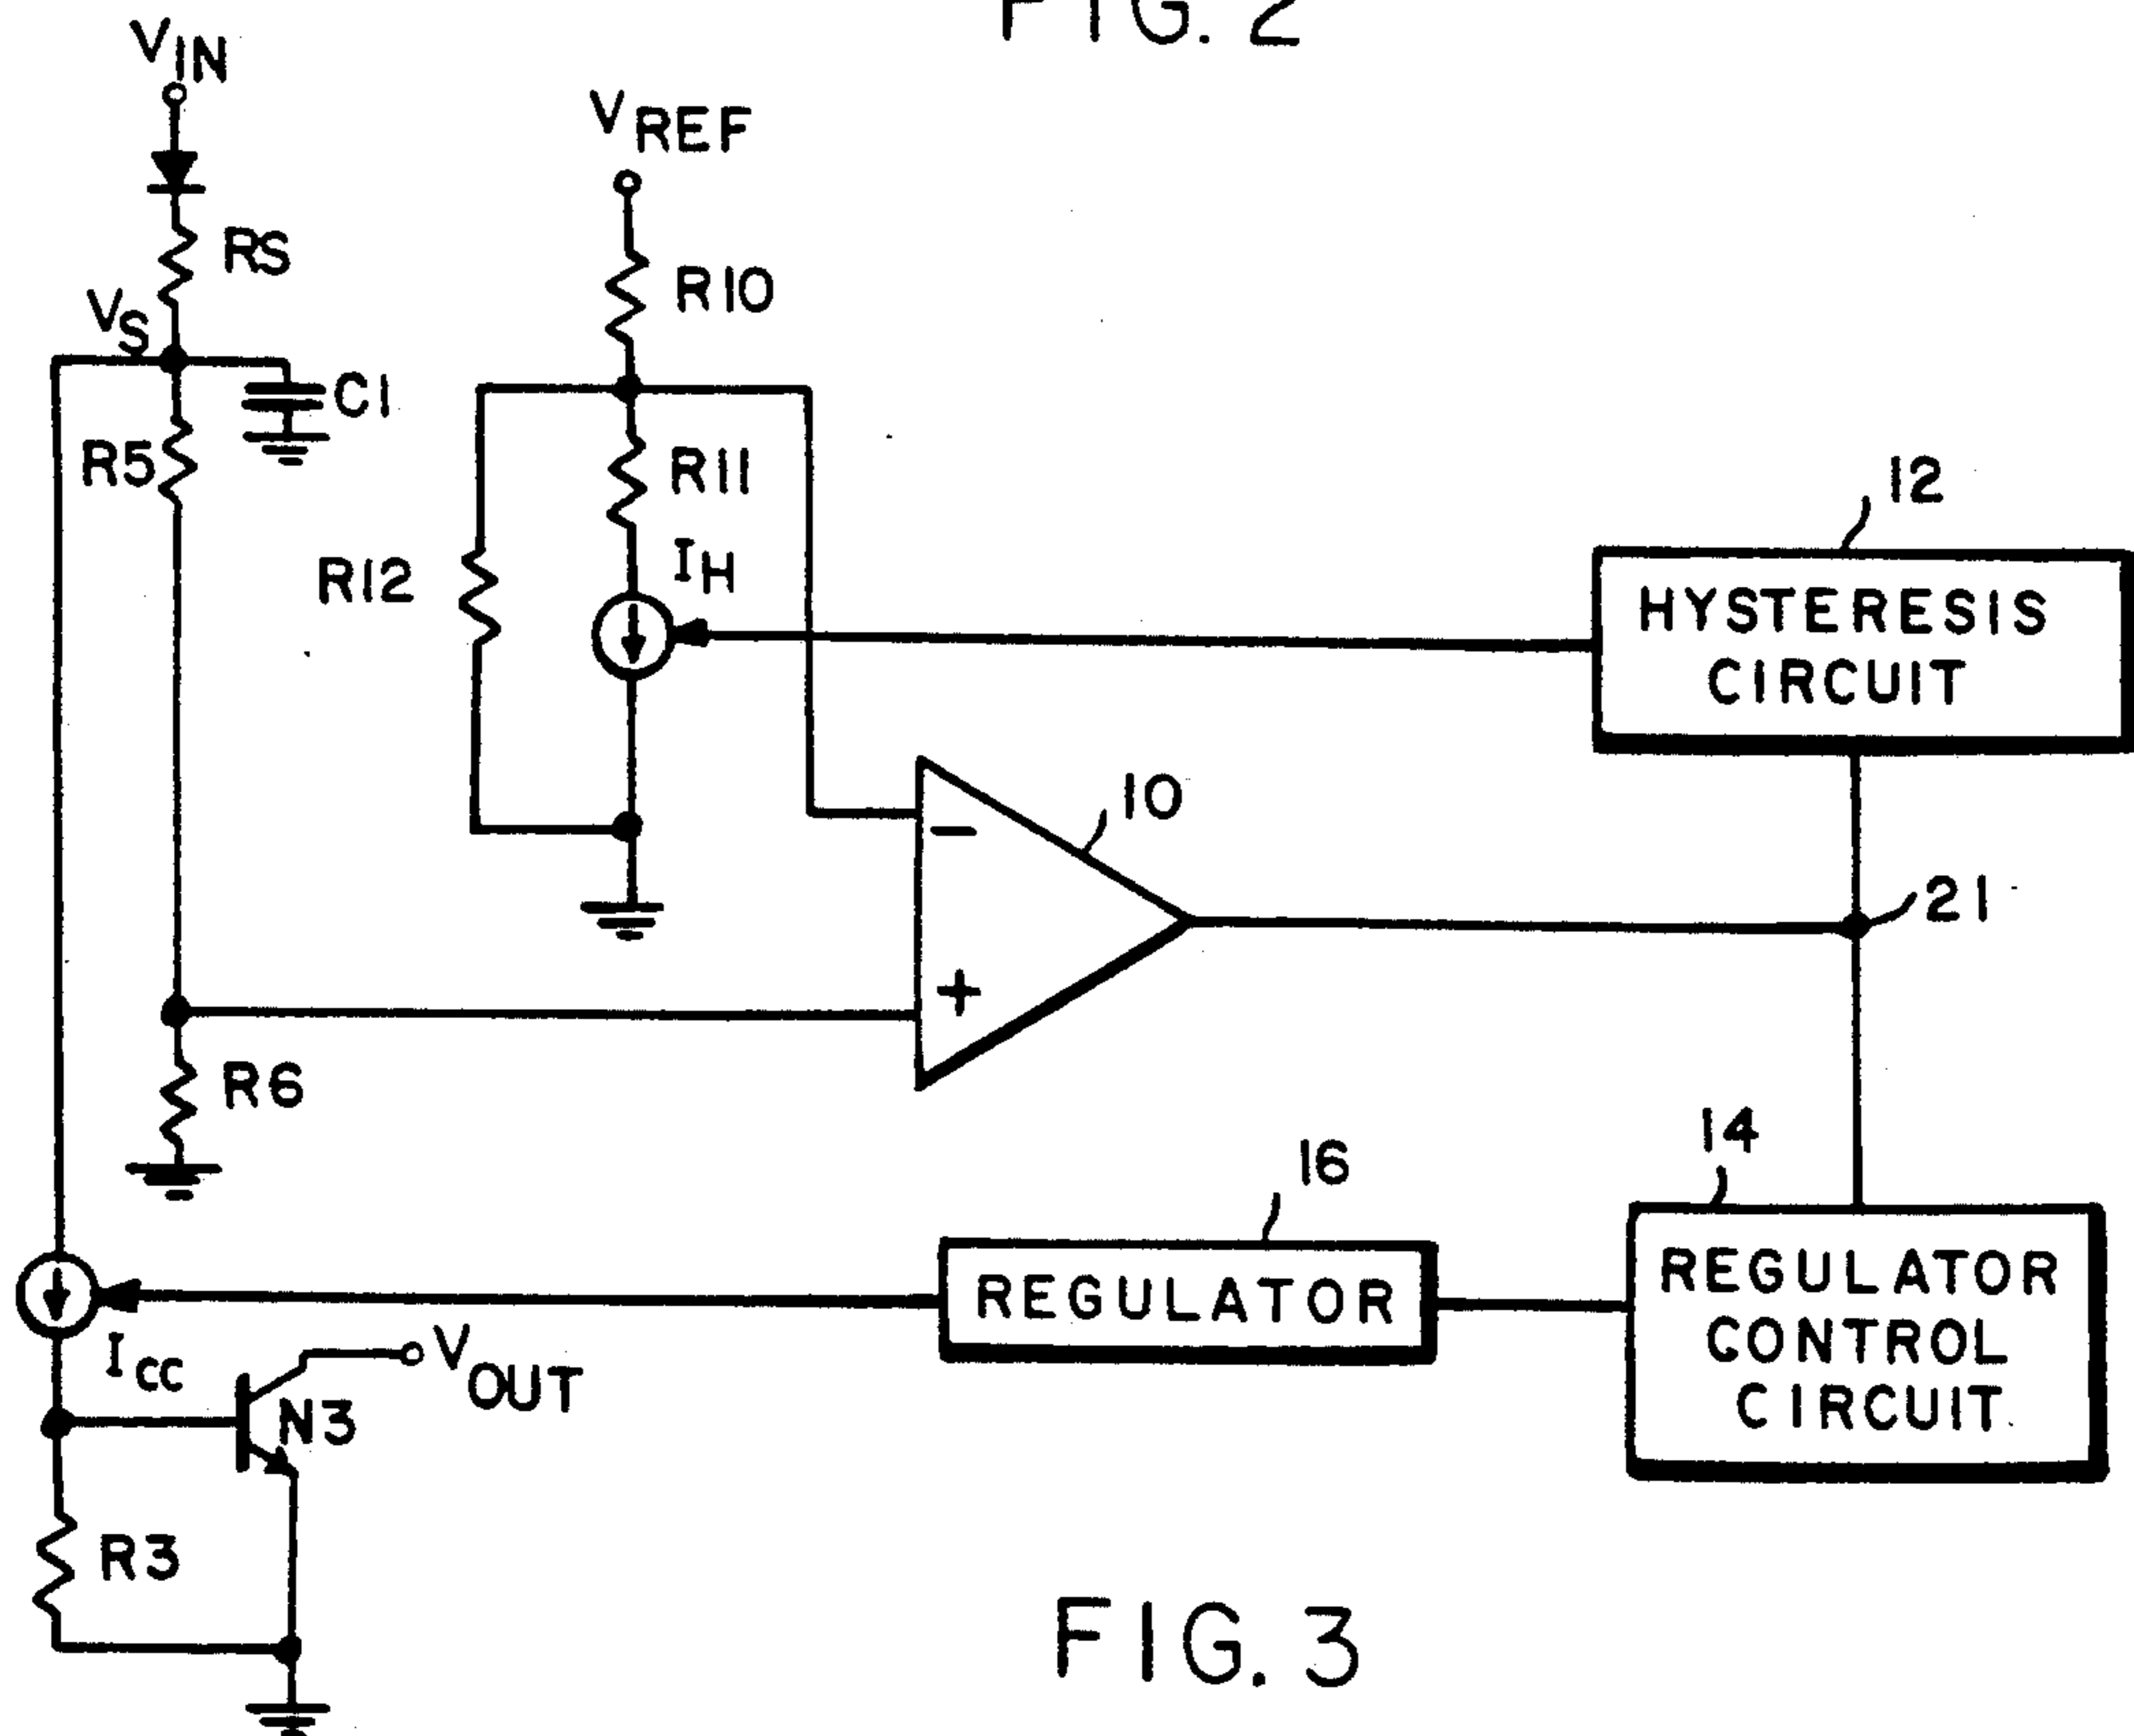 FIG. 2
VIN
VREF
RS
R10
VS
C1
R5
R11
12
IH
R12
HYSTERESIS
CIRCUIT
10
−
21
+
R6
14
16
REGULATOR
CONTROL
CIRCUIT
REGULATOR
ICC
VOUT
N3
R3
FIG. 3